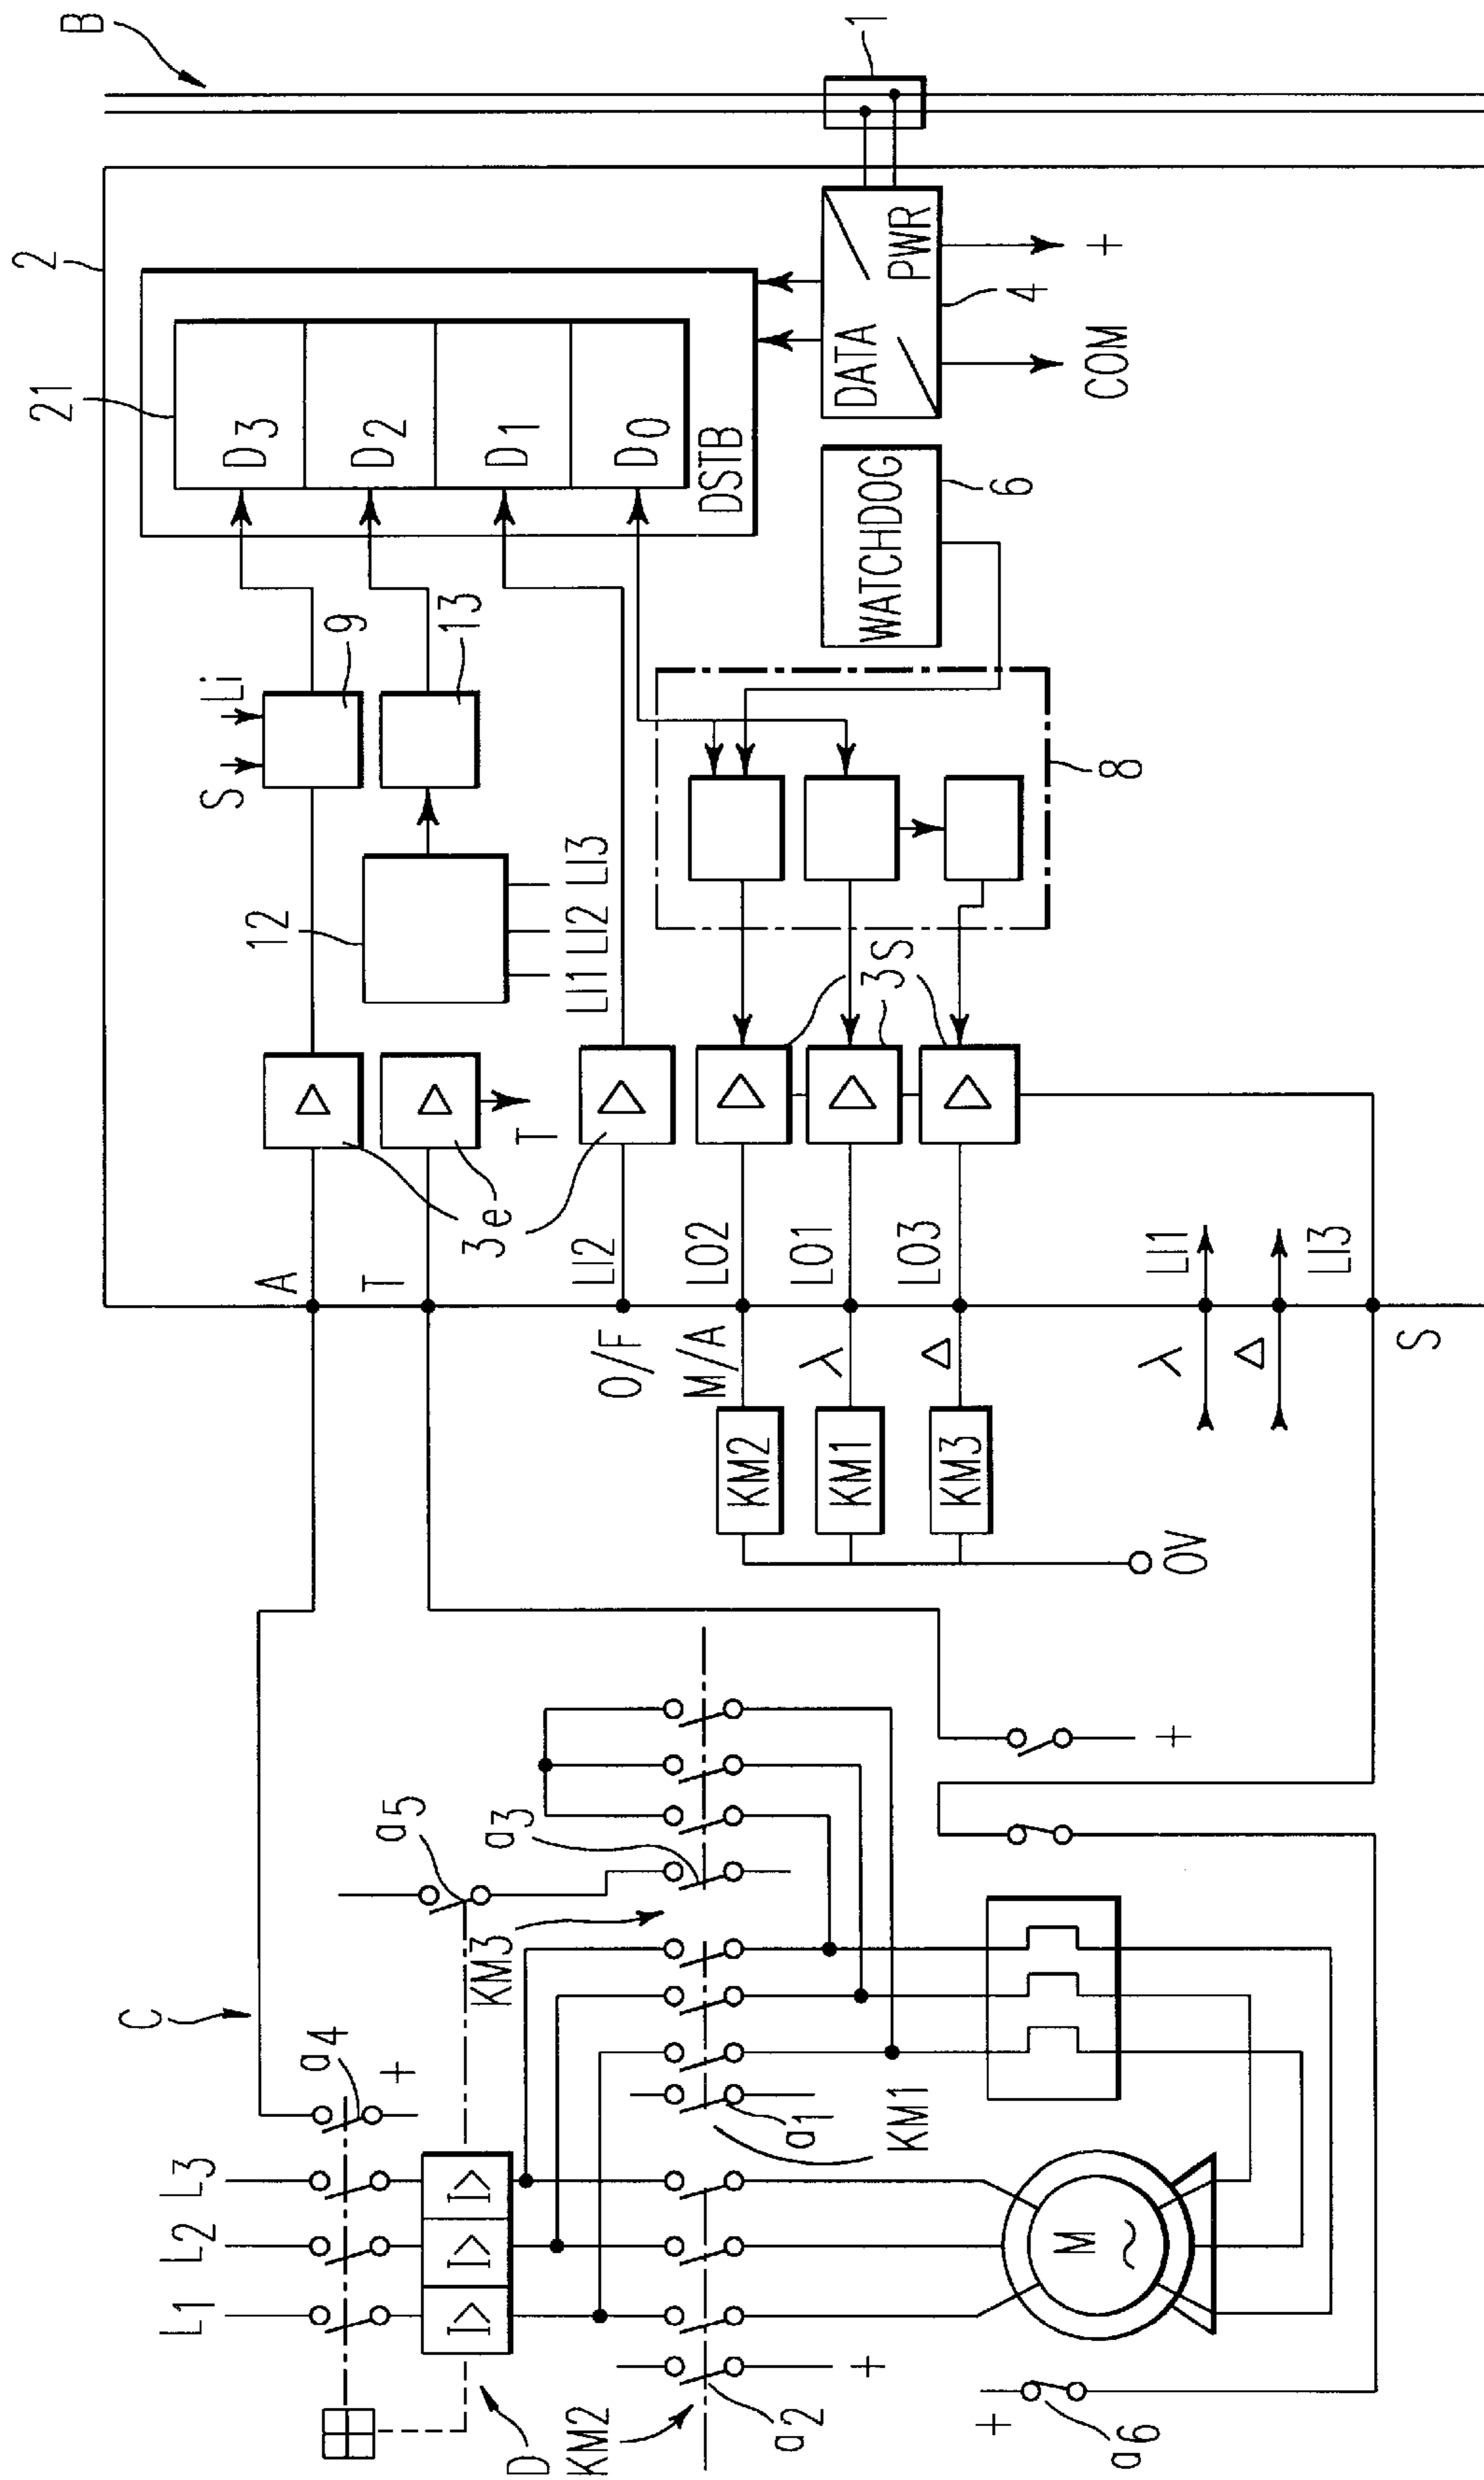 B
1
2
21
D3
D2
D1
D0
DSTB
DATA
PWR
4
+
COM
WATCHDOG
6
S
Li
9
13
12
LI1
LI2
LI3
8
3S
3e
T
A
T
LI2
LO2
LO1
LO3
LI1
LI3
O/F
M/A
λ
Δ
λ
Δ
S
KM2
KM1
KM3
0V
C
a4
+
a5
a3
KM3
+
L1
L2
L3
I>
I>
I>
a1
KM1
D
KM2
a2
+
M
~
+
a6